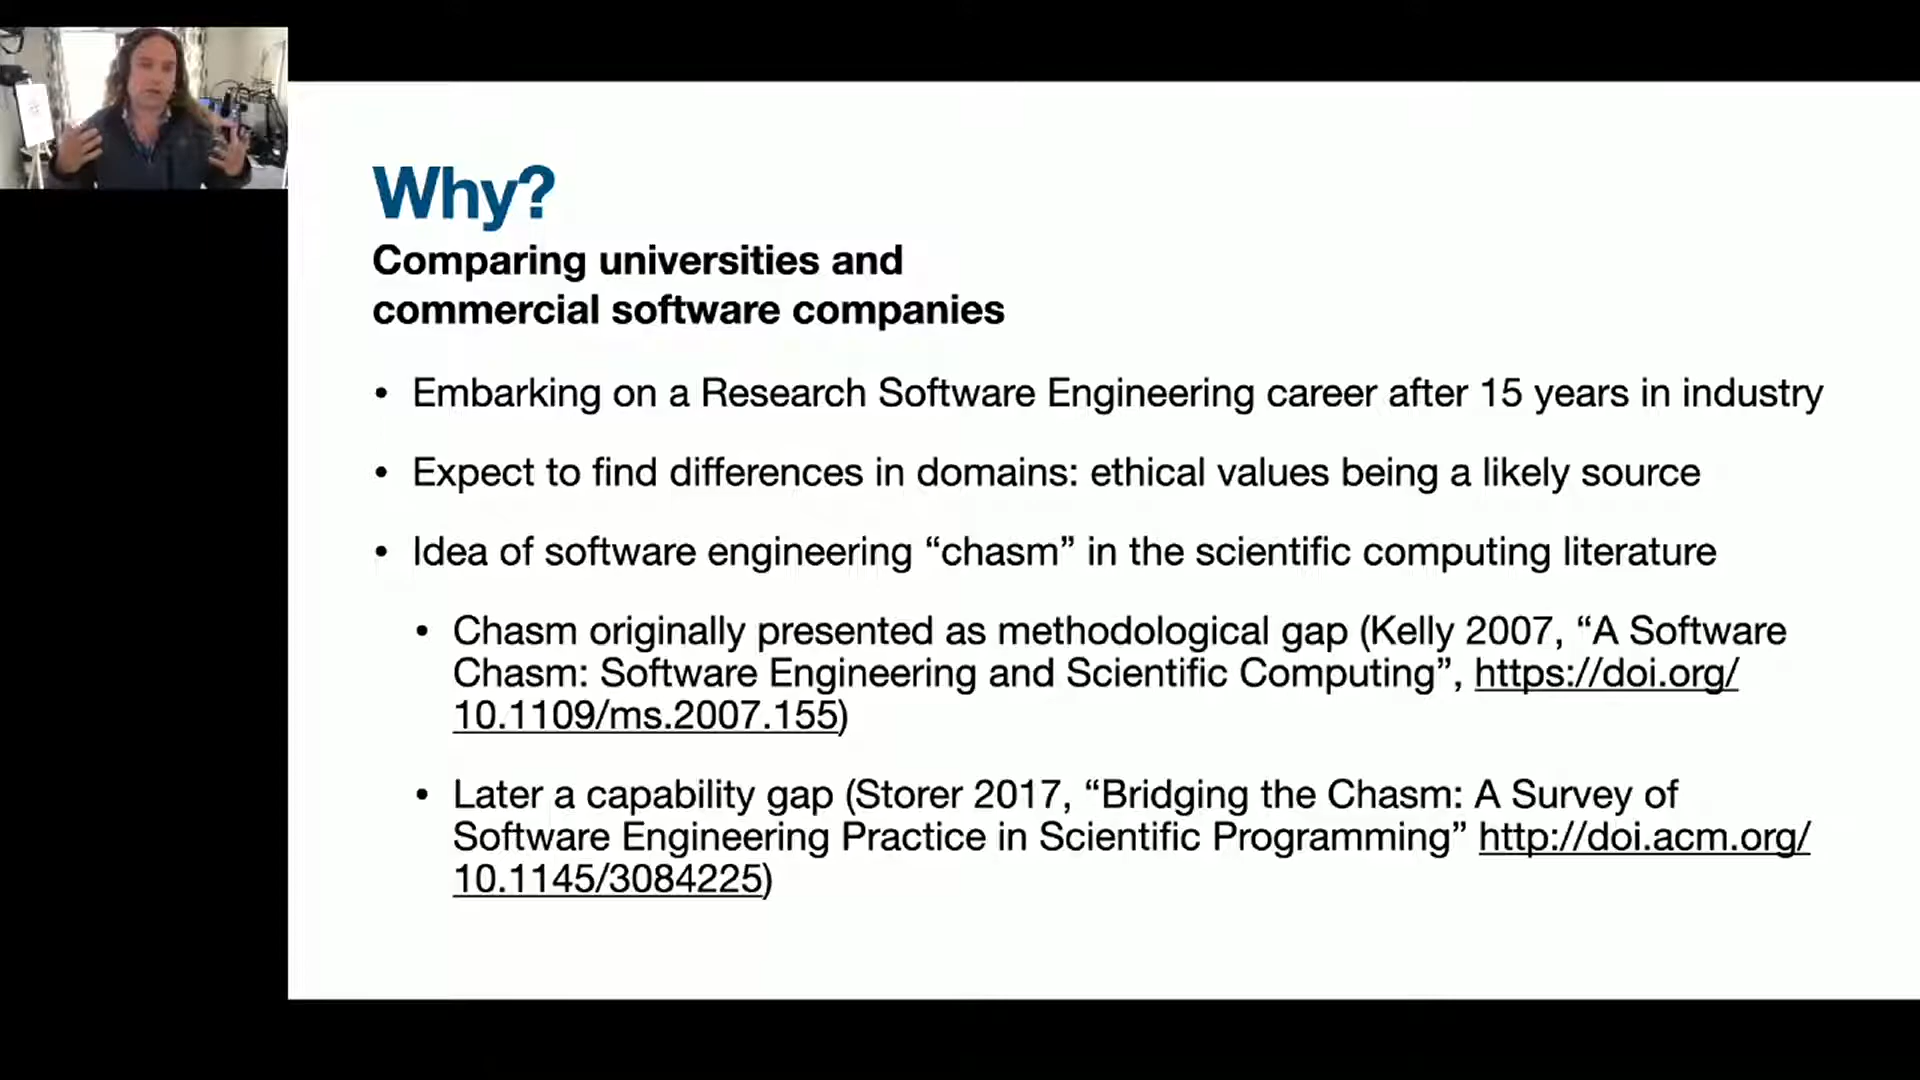 Why?
Comparing universities and
commercial software companies
• Embarking on a Research Software Engineering career after 15 years in industry
• Expect to find differences in domains: ethical values being a likely source
• Idea of software engineering “chasm” in the scientific computing literature
• Chasm originally presented as methodological gap (Kelly 2007, “A Software
Chasm: Software Engineering and Scientific Computing”, https://doi.org/
10.1109/ms.2007.155)
• Later a capability gap (Storer 2017, “Bridging the Chasm: A Survey of
Software Engineering Practice in Scientific Programming” http://doi.acm.org/
10.1145/3084225)